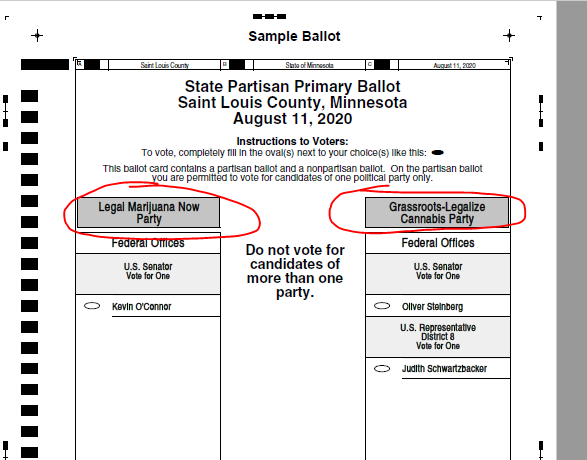 Sample Ballot
A
Saint Louis County
B
State of Minnesota
C
August 11, 2020
State Partisan Primary Ballot
Saint Louis County, Minnesota
August 11, 2020
Instructions to Voters:
To vote, completely fill in the oval(s) next to your choice(s) like this:
This ballot card contains a partisan ballot and a nonpartisan ballot. On the partisan ballot
you are permitted to vote for candidates of one political party only.
Legal Marijuana Now
Party
Federal Offices
U.S. Senator
Vote for One
Kevin O'Connor
Do not vote for
candidates of
more than one
party.
Grassroots-Legalize
Cannabis Party
Federal Offices
U.S. Senator
Vote for One
Oliver Steinberg
U.S. Representative
District 8
Vote for One
Judith Schwartzbacker